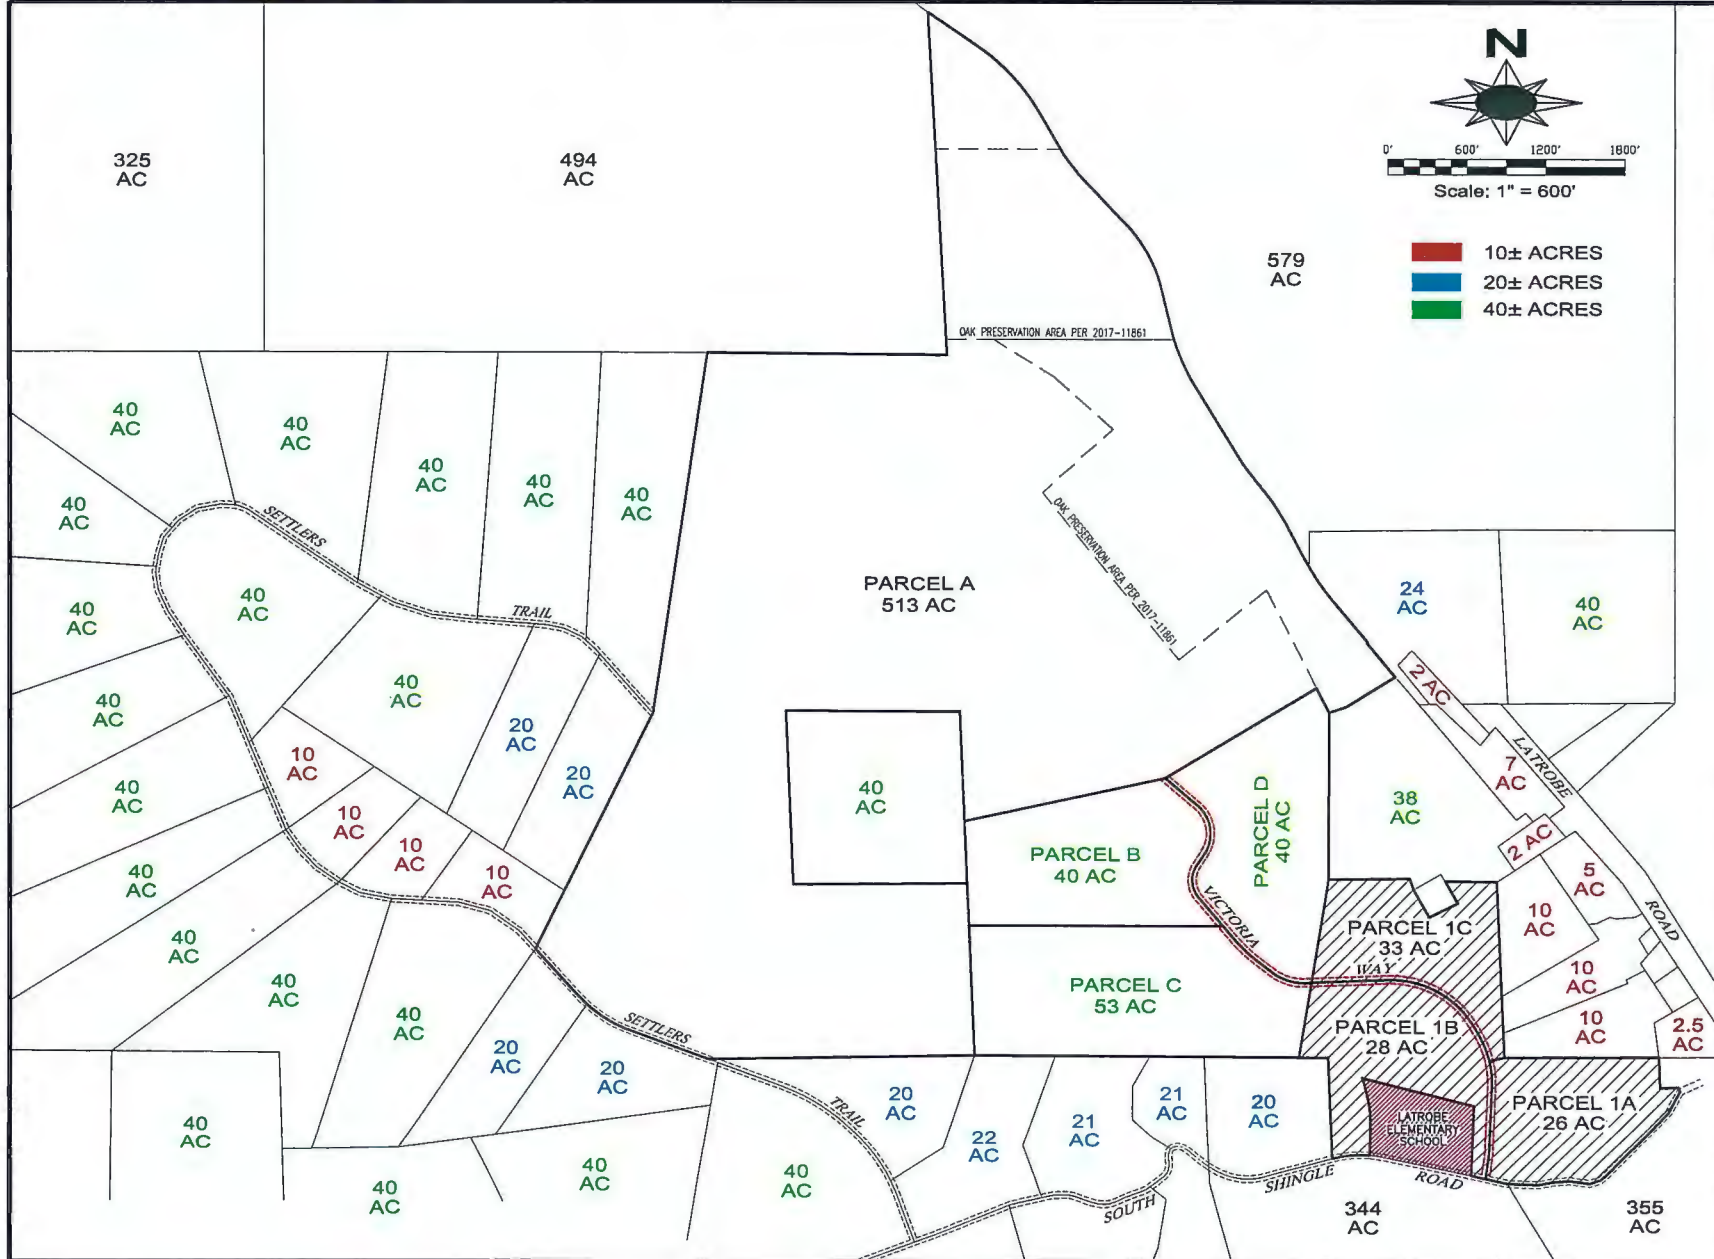 N
0' 600' 1200' 1800'
Scale: 1" = 600'
10± ACRES
20± ACRES
40± ACRES
325
AC
494
AC
579
AC
OAK PRESERVATION AREA PER 2017-11861
40
AC
40
AC
40
AC
40
AC
40
AC
40
AC
SETTLERS
TRAIL
OAK PRESERVATION AREA PER 2017-11861
PARCEL A
513 AC
24
AC
40
AC
40
AC
40
AC
40
AC
40
AC
2 AC
20
AC
20
AC
10
AC
LATROBE
ROAD
7
AC
40
AC
40
AC
38
AC
10
AC
10
AC
10
AC
PARCEL B
40 AC
PARCEL D
40 AC
2 AC
5
AC
40
AC
VICTORIA
WAY
10
AC
PARCEL 1C
33 AC
40
AC
40
AC
PARCEL C
53 AC
10
AC
40
AC
SETTLERS
TRAIL
PARCEL 1B
28 AC
10
AC
2.5
AC
20
AC
20
AC
20
AC
22
AC
21
AC
21
AC
20
AC
LATROBE
ELEMENTARY
SCHOOL
PARCEL 1A
26 AC
40
AC
40
AC
40
AC
40
AC
SOUTH
SHINGLE
ROAD
344
AC
355
AC